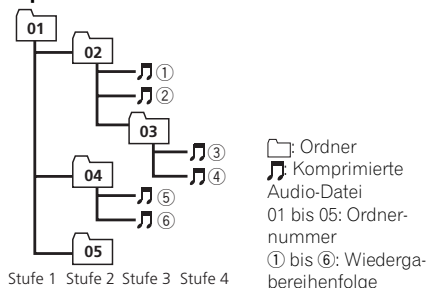 01
02
①
②
03
③
④
04
⑤
⑥
05
Stufe 1 Stufe 2 Stufe 3 Stufe 4
: Ordner
: Komprimierte
Audio-Datei
01 bis 05: Ordner-
nummer
① bis ⑥: Wiederga-
bereihenfolge